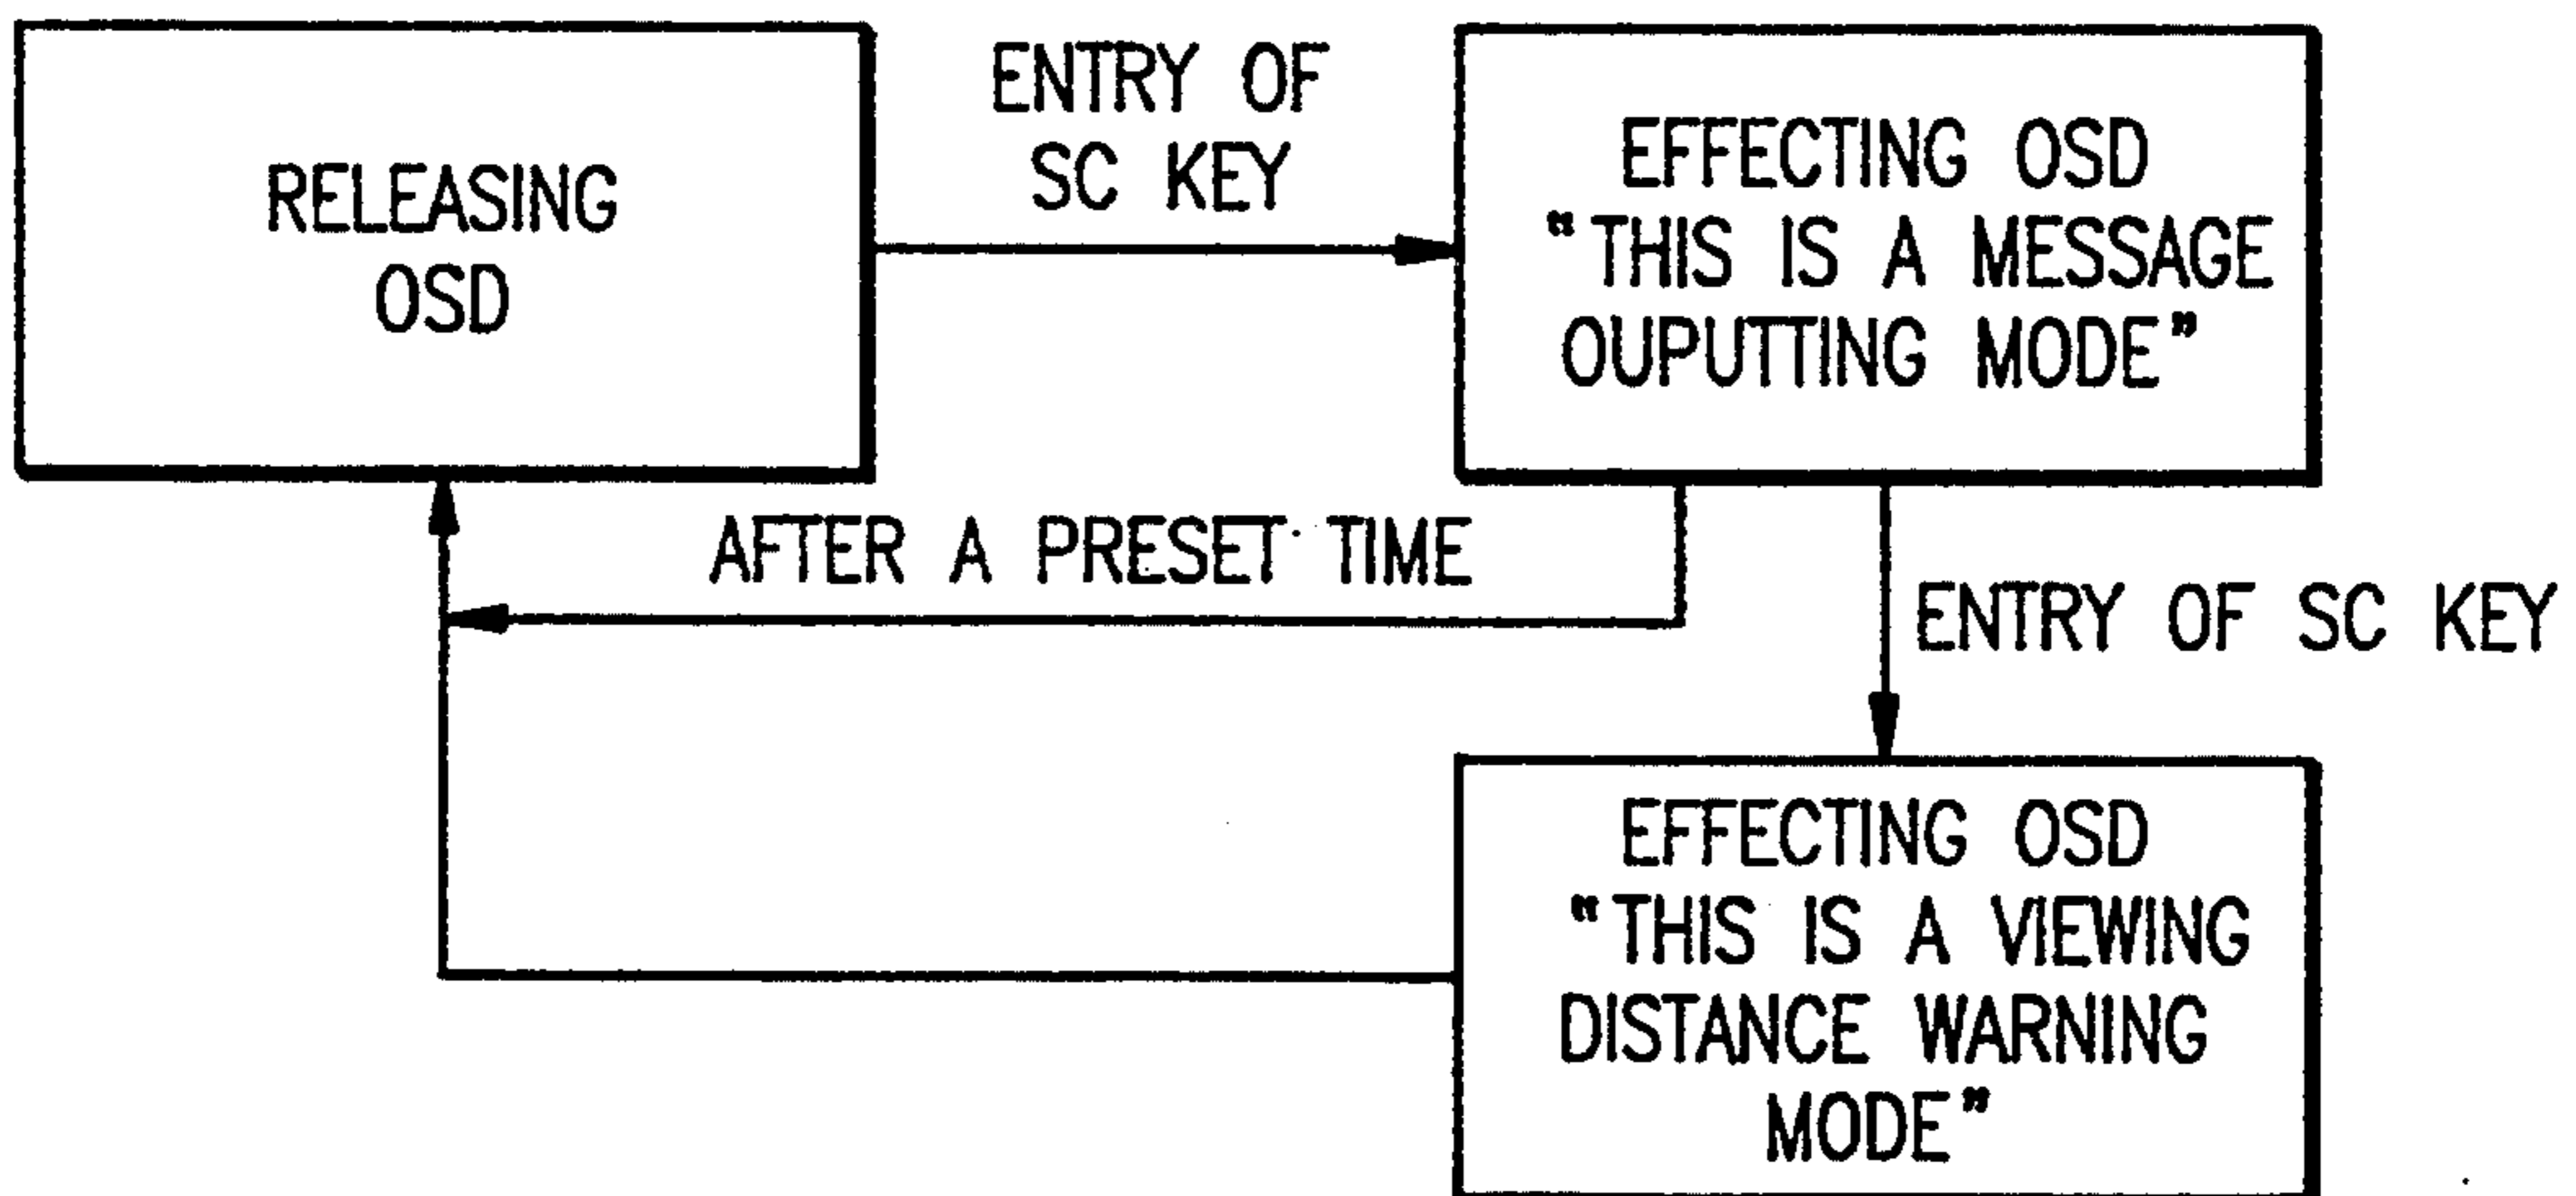 RELEASING
OSD
ENTRY OF
SC KEY
EFFECTING OSD
"THIS IS A MESSAGE
OUPUTTING MODE"
AFTER A PRESET TIME
ENTRY OF SC KEY
EFFECTING OSD
"THIS IS A VIEWING
DISTANCE WARNING
MODE"